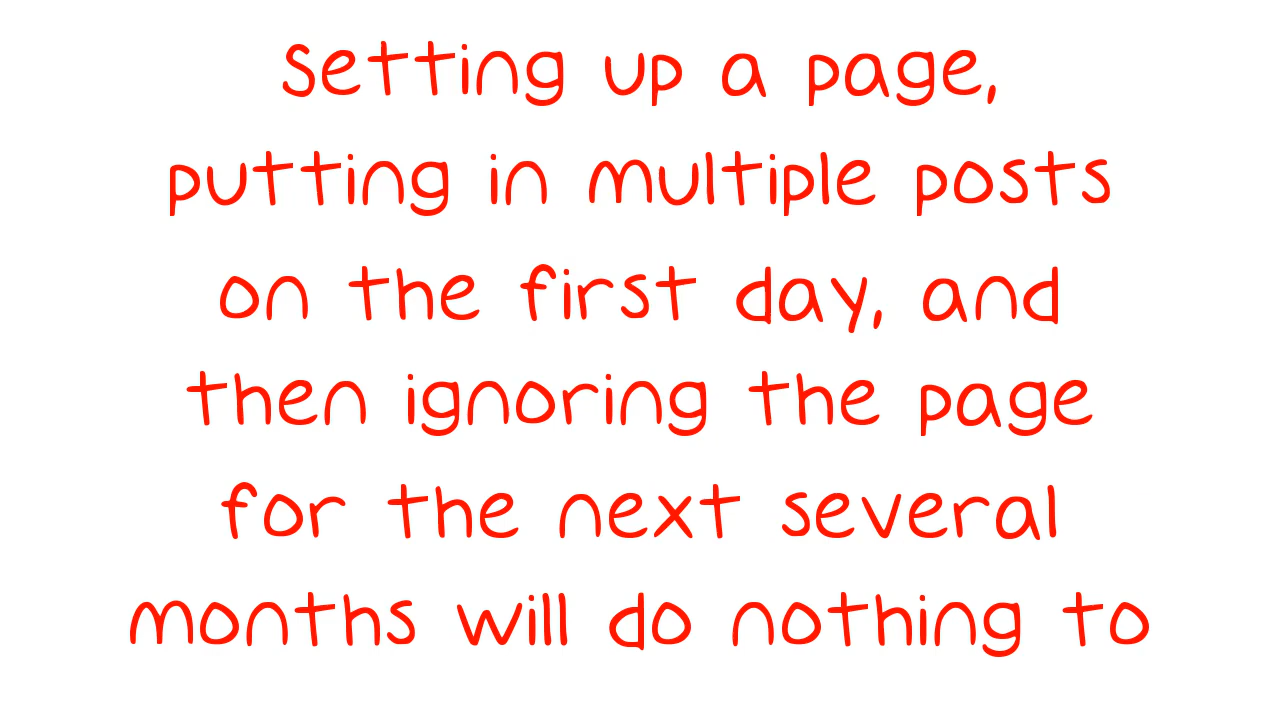 Setting up a page,
putting in multiple posts
on the first day, and
then ignoring the page
for the next several
months will do nothing to